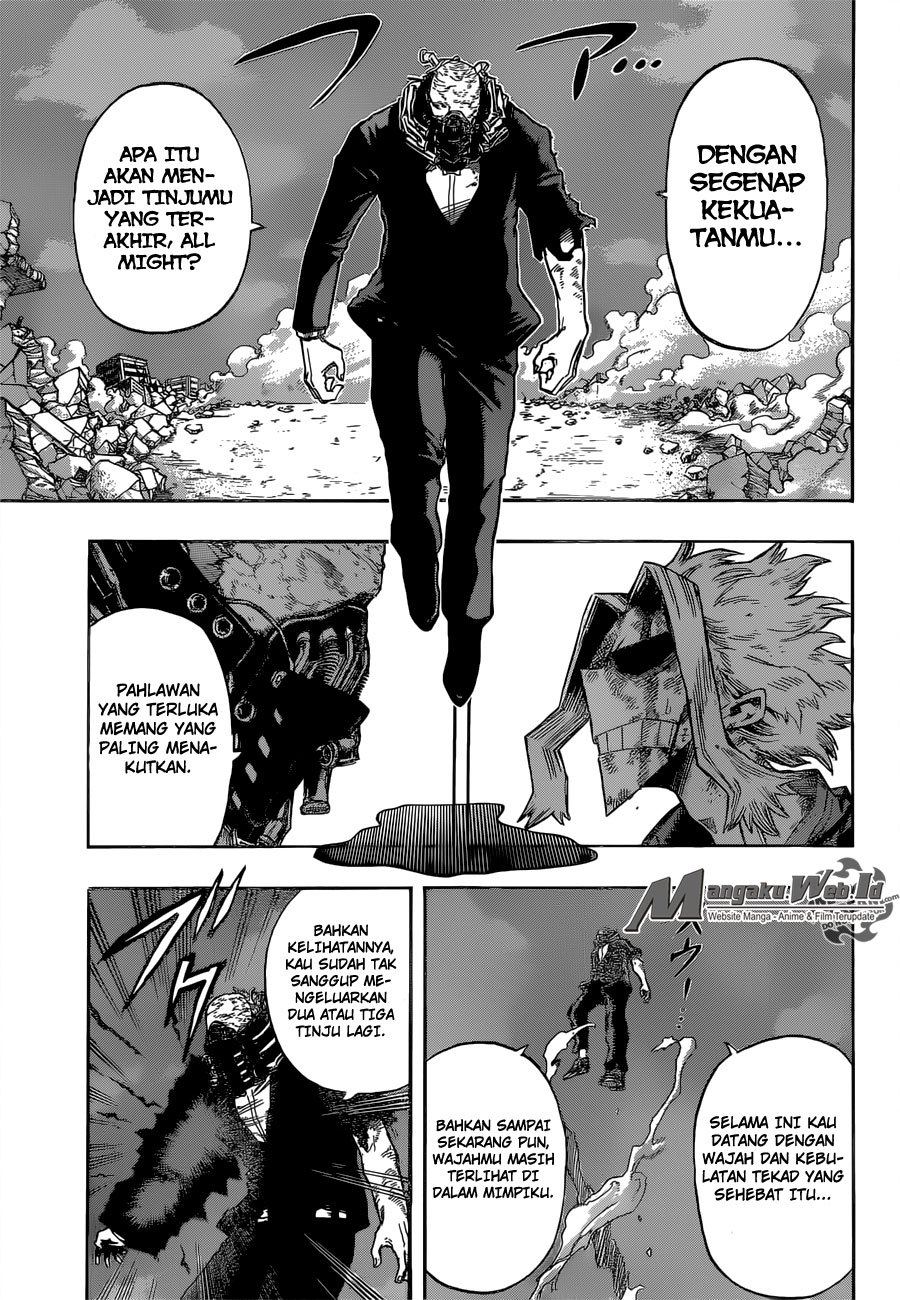 ファ...
DENGAN
SEGENAP
KEKUA-
TANMU...
APA ITU
AKAN MEN-
JADI TINJUMU
YANG TER-
AKHIR, ALL
MIGHT?
PAHLAWAN
YANG TERLUKA
MEMANG YANG
PALING MENA-
KUTKAN.
Mangaku.Web.Id
.com
Website Manga - Anime & Film Terupdate
SELAMA INI KAU
DATANG DENGAN
WAJAH DAN KEBU-
LATAN TEKAD YANG
SEHEBAT ITU...
BAHKAN SAMPAI
SEKARANG PUN,
WAJAHMU MASIH
TERLIHAT DI
DALAM MIMPIKU.
BAHKAN
KELIHATANNYA,
KAU SUDAH TAK
SANGGUP ME-
NGELUARKAN
DUA ATAU TIGA
TINJU LAGI.